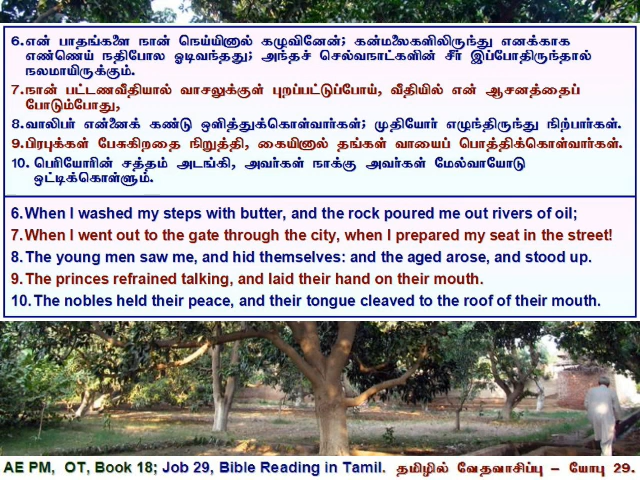 6.என் பாதங்களை நான் நெய்யினால் கழுவினேன்; கன்மலைகளிலிருந்து எனக்காக
எண்ணெய் நதிபோல ஓடிவந்தது; அந்தச் செல்வநாட்களின் சீர் இப்போதிருந்தால்
நலமாயிருக்கும்.
7.நான் பட்டணவீதியால் வாசலுக்குள் புறப்பட்டுப்போய், வீதியில் என் ஆசனத்தைப்
போடும்போது,
8.வாலிபர் என்னைக் கண்டு ஒளித்துக்கொள்வார்கள்; முதியோர் எழுந்திருந்து நிற்பார்கள்.
9.பிரபுக்கள் பேசுகிறதை நிறுத்தி, கையினால் தங்கள் வாயைப் பொத்திக்கொள்வார்கள்.
10. பெரியோரின் சத்தம் அடங்கி, அவர்கள் நாக்கு அவர்கள் மேல்வாயோடு
ஒட்டிக்கொள்ளும்.
6.When I washed my steps with butter, and the rock poured me out rivers of oil;
7.When I went out to the gate through the city, when I prepared my seat in the street!
8.The young men saw me, and hid themselves: and the aged arose, and stood up.
9.The princes refrained talking, and laid their hand on their mouth.
10.The nobles held their peace, and their tongue cleaved to the roof of their mouth.
AE PM, OT, Book 18; Job 29, Bible Reading in Tamil. தமிழில் வேதவாசிப்பு – யோபு 29.